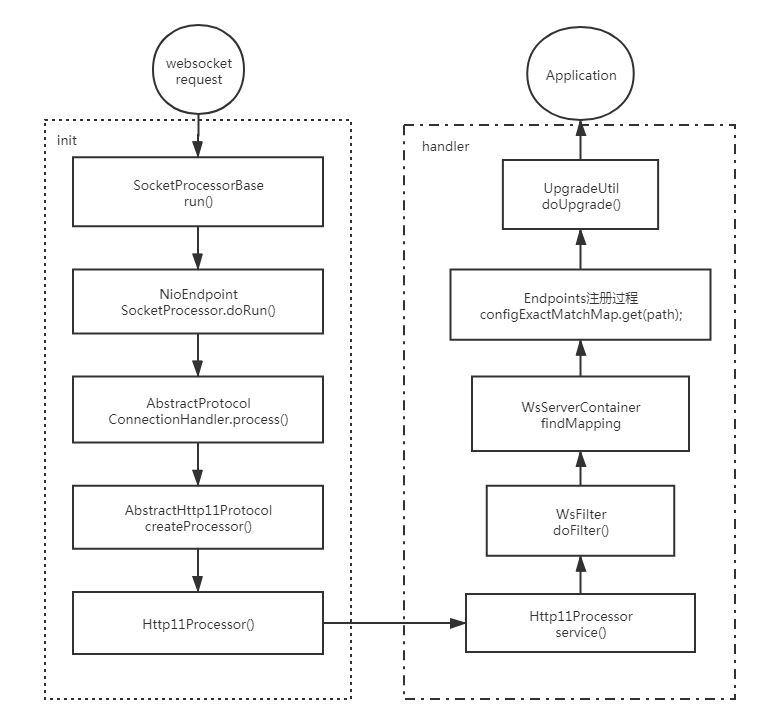 websocket
request
init
SocketProcessorBase
run()
NioEndpoint
SocketProcessor.doRun()
AbstractProtocol
ConnectionHandler.process()
AbstractHttp11Protocol
createProcessor()
Http11Processor()
Application
handler
UpgradeUtil
doUpgrade()
Endpoints注册过程
configExactMatchMap.get(path);
WsServerContainer
findMapping
WsFilter
doFilter()
Http11Processor
service()